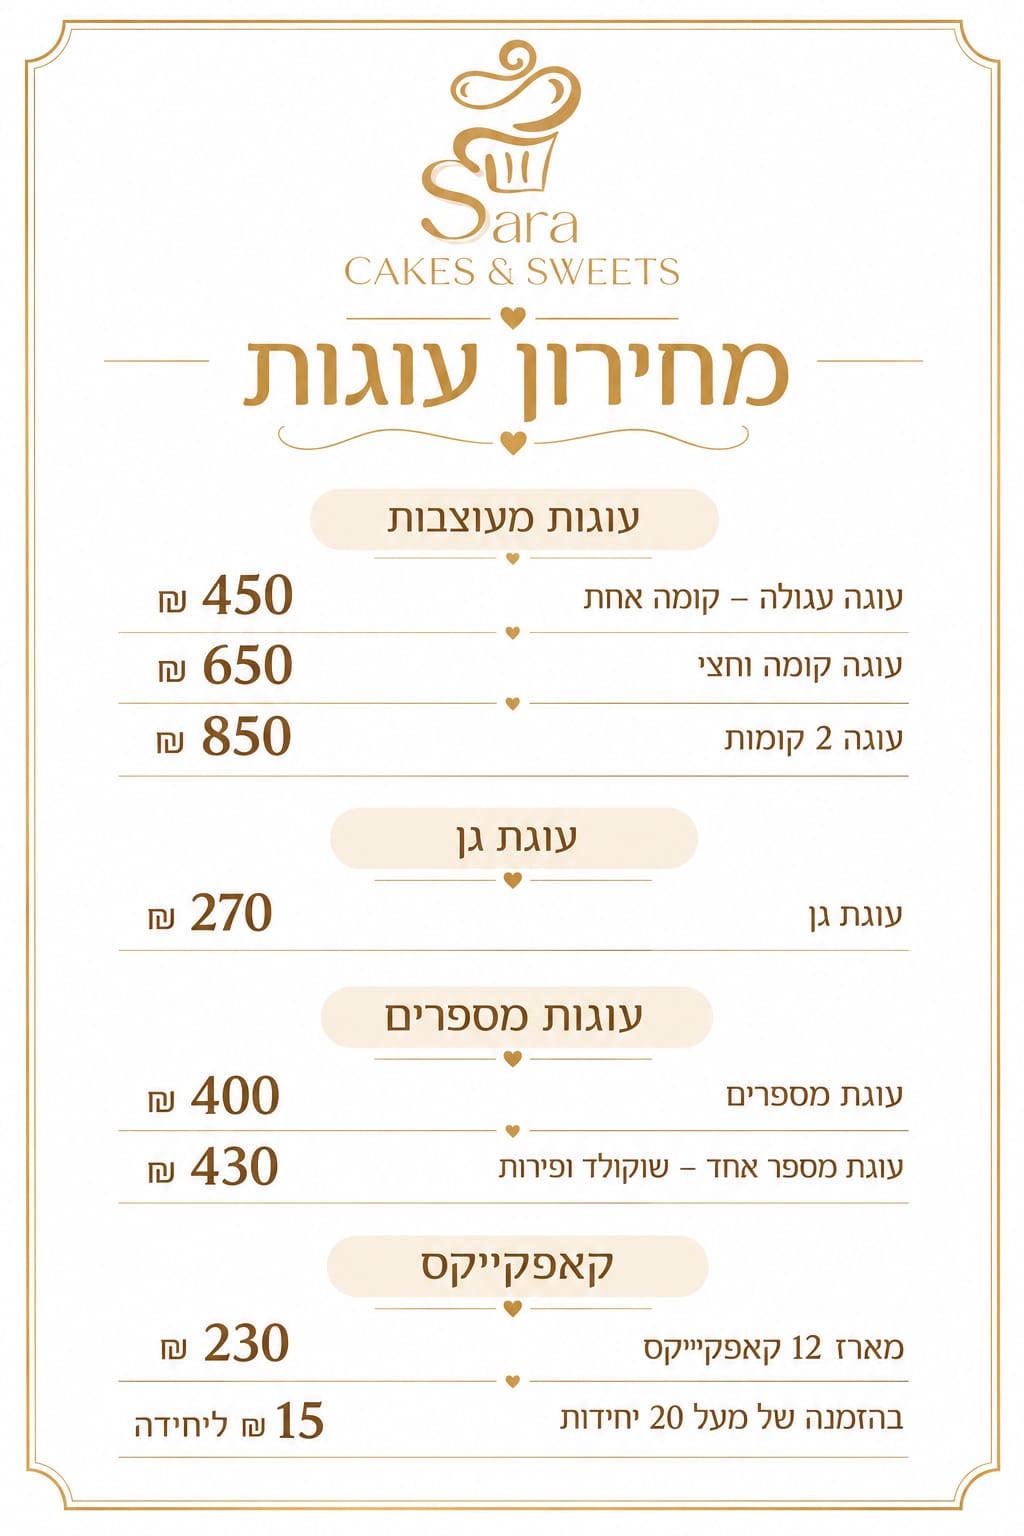 Sara
CAKES & SWEETS
מחירון עוגות
עוגות מעוצבות
עוגה עגולה – קומה אחת 450 ₪
עוגה קומה וחצי 650 ₪
עוגה 2 קומות 850 ₪
עוגת גן
עוגת גן 270 ₪
עוגות מספרים
עוגת מספרים 400 ₪
עוגת מספר אחד – שוקולד ופירות 430 ₪
קאפקייקס
מארז 12 קאפקיייקס 230 ₪
בהזמנה של מעל 20 יחידות 15 ₪ ליחידה